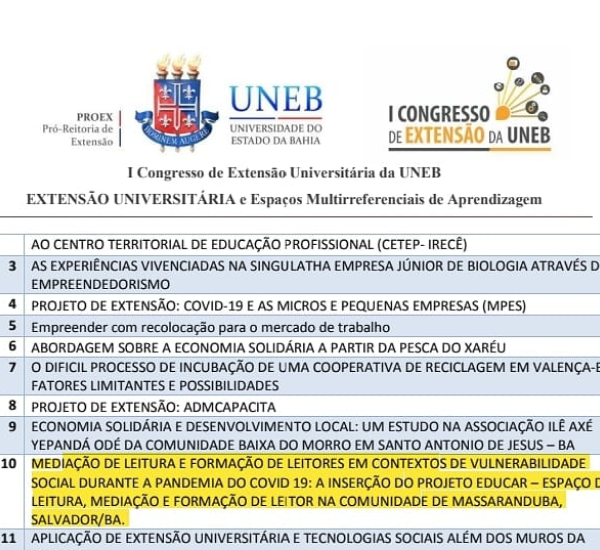 PROEX
Pró-Reitoria de
Extensão
HOMINEM AUGERE
UNEB
UNIVERSIDADE DO
ESTADO DA BAHIA
I CONGRESSO
DE EXTENSÃO DA UNEB
I Congresso de Extensão Universitária da UNEB
EXTENSÃO UNIVERSITÁRIA e Espaços Multirreferenciais de Aprendizagem
AO CENTRO TERRITORIAL DE EDUCAÇÃO PROFISSIONAL (CETEP- IRECÊ)
3 AS EXPERIÊNCIAS VIVENCIADAS NA SINGULATHA EMPRESA JÚNIOR DE BIOLOGIA ATRAVÉS D
EMPREENDEDORISMO
4 PROJETO DE EXTENSÃO: COVID-19 E AS MICROS E PEQUENAS EMPRESAS (MPES)
5 Empreender com recolocação para o mercado de trabalho
6 ABORDAGEM SOBRE A ECONOMIA SOLIDÁRIA A PARTIR DA PESCA DO XARÉU
7 O DIFICIL PROCESSO DE INCUBAÇÃO DE UMA COOPERATIVA DE RECICLAGEM EM VALENÇA-
FATORES LIMITANTES E POSSIBILIDADES
8 PROJETO DE EXTENSÃO: ADMCAPACITA
9 ECONOMIA SOLIDÁRIA E DESENVOLVIMENTO LOCAL: UM ESTUDO NA ASSOCIAÇÃO ILÊ AXÉ
YEPANDÁ ODÉ DA COMUNIDADE BAIXA DO MORRO EM SANTO ANTONIO DE JESUS – BA
10 MEDIAÇÃO DE LEITURA E FORMAÇÃO DE LEITORES EM CONTEXTOS DE VULNERABILIDADE
SOCIAL DURANTE A PANDEMIA DO COVID 19: A INSERÇÃO DO PROJETO EDUCAR – ESPAÇO D
LEITURA, MEDIAÇÃO E FORMAÇÃO DE LEITOR NA COMUNIDADE DE MASSARANDUBA,
SALVADOR/BA.
11 APLICAÇÃO DE EXTENSÃO UNIVERSITÁRIA E TECNOLOGIAS SOCIAIS ALÉM DOS MUROS DA